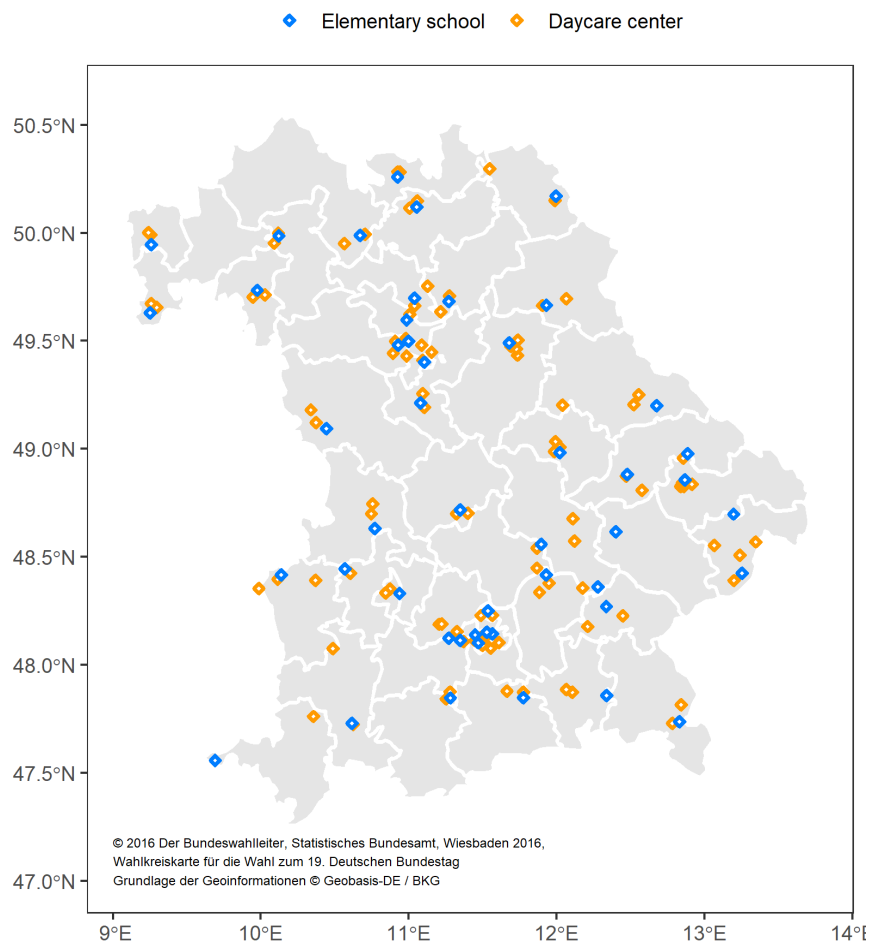 Elementary school Daycare center
50.5°N
50.0°N
49.5°N
49.0°N
48.5°N
48.0°N
47.5°N
47.0°N
© 2016 Der Bundeswahlleiter, Statistisches Bundesamt, Wiesbaden 2016,
Wahlkreiskarte für die Wahl zum 19. Deutschen Bundestag
Grundlage der Geoinformationen © Geobasis-DE / BKG
9°E 10°E 11°E 12°E 13°E 14°E